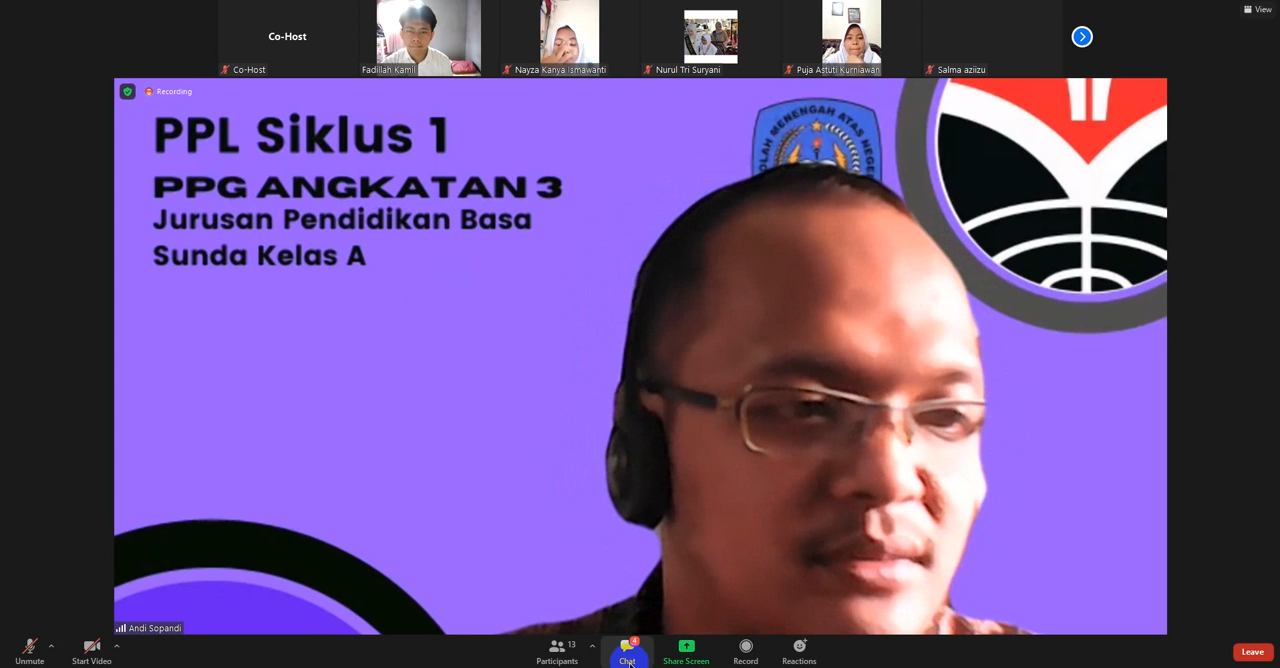 View
Co-Host
Co-Host
Fadillah Kamil
Nayza Kanya Ismawanti
Nurul Tri Suryani
Puja Astuti Kurniawan
Salma aziizu
Recording
PPL Siklus 1
PPG ANGKATAN 3
Jurusan Pendidikan Basa
Sunda Kelas A
MENENGAH ATAS
Andi Sopandi
Unmute
Start Video
13
Participants
4
Chat
Share Screen
Record
Reactions
Leave